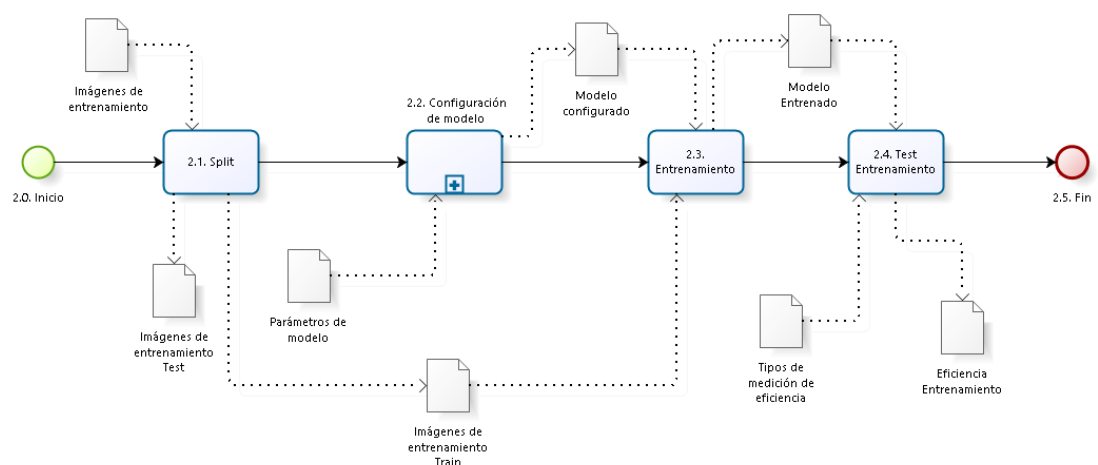 Imágenes de
entrenamiento
2.0. Inicio
2.1. Split
Imágenes de
entrenamiento
Test
2.2. Configuración
de modelo
Parámetros de
modelo
Imágenes de
entrenamiento
Train
Modelo
configurado
2.3.
Entrenamiento
Modelo
Entrenado
2.4. Test
Entrenamiento
Tipos de
medición de
eficiencia
Eficiencia
Entrenamiento
2.5. Fin